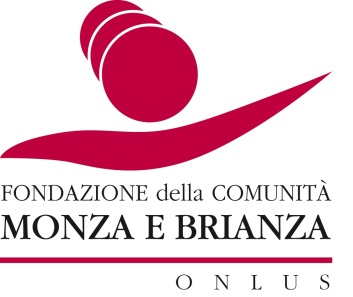 FONDAZIONE della COMUNITÀ
MONZA E BRIANZA
ONLUS